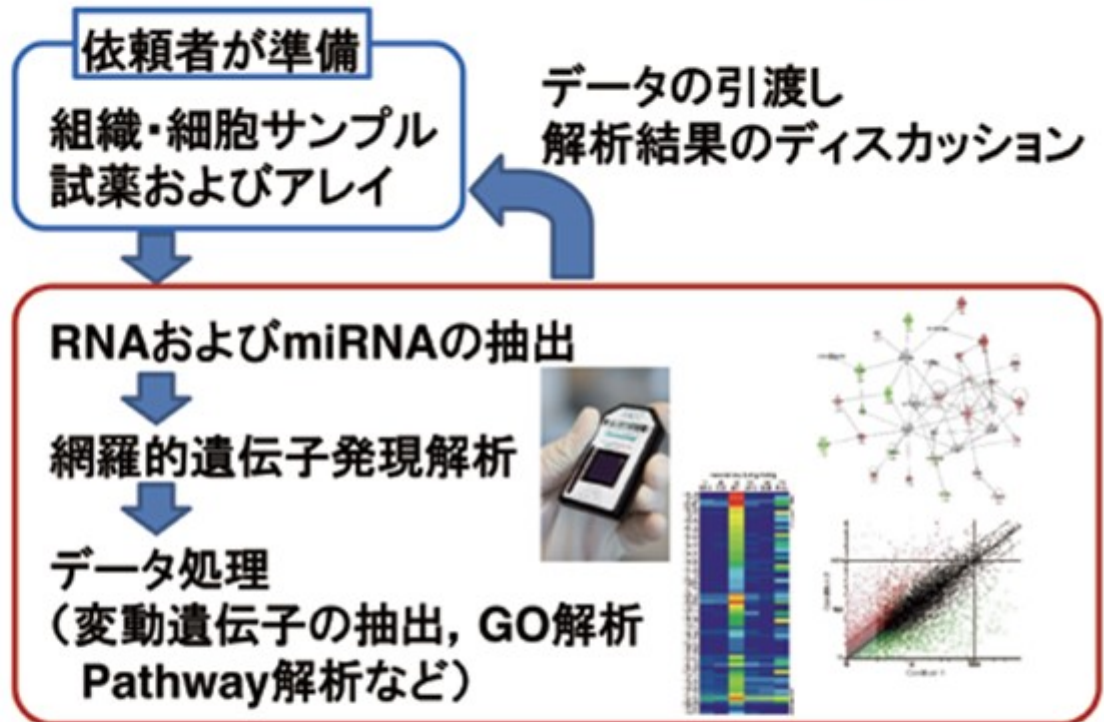 依頼者が準備
組織・細胞サンプル
試薬およびアレイ
データの引渡し
解析結果のディスカッション
RNAおよびmiRNAの抽出
網羅的遺伝子発現解析
データ処理
(変動遺伝子の抽出, GO解析
Pathway解析など)